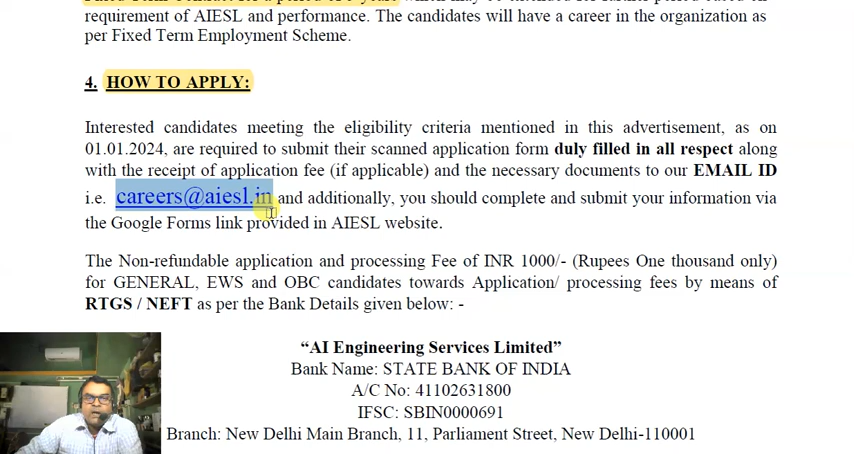 requirement of AIESL and performance. The candidates will have a career in the organization as
per Fixed Term Employment Scheme.
4. HOW TO APPLY:
Interested candidates meeting the eligibility criteria mentioned in this advertisement, as on
01.01.2024, are required to submit their scanned application form duly filled in all respect along
with the receipt of application fee (if applicable) and the necessary documents to our EMAIL ID
i.e. careers@aiesl.in and additionally, you should complete and submit your information via
the Google Forms link provided in AIESL website.
The Non-refundable application and processing Fee of INR 1000/- (Rupees One thousand only)
for GENERAL, EWS and OBC candidates towards Application/ processing fees by means of
RTGS / NEFT as per the Bank Details given below: -
“AI Engineering Services Limited”
Bank Name: STATE BANK OF INDIA
A/C No: 41102631800
IFSC: SBIN0000691
Branch: New Delhi Main Branch, 11, Parliament Street, New Delhi-110001